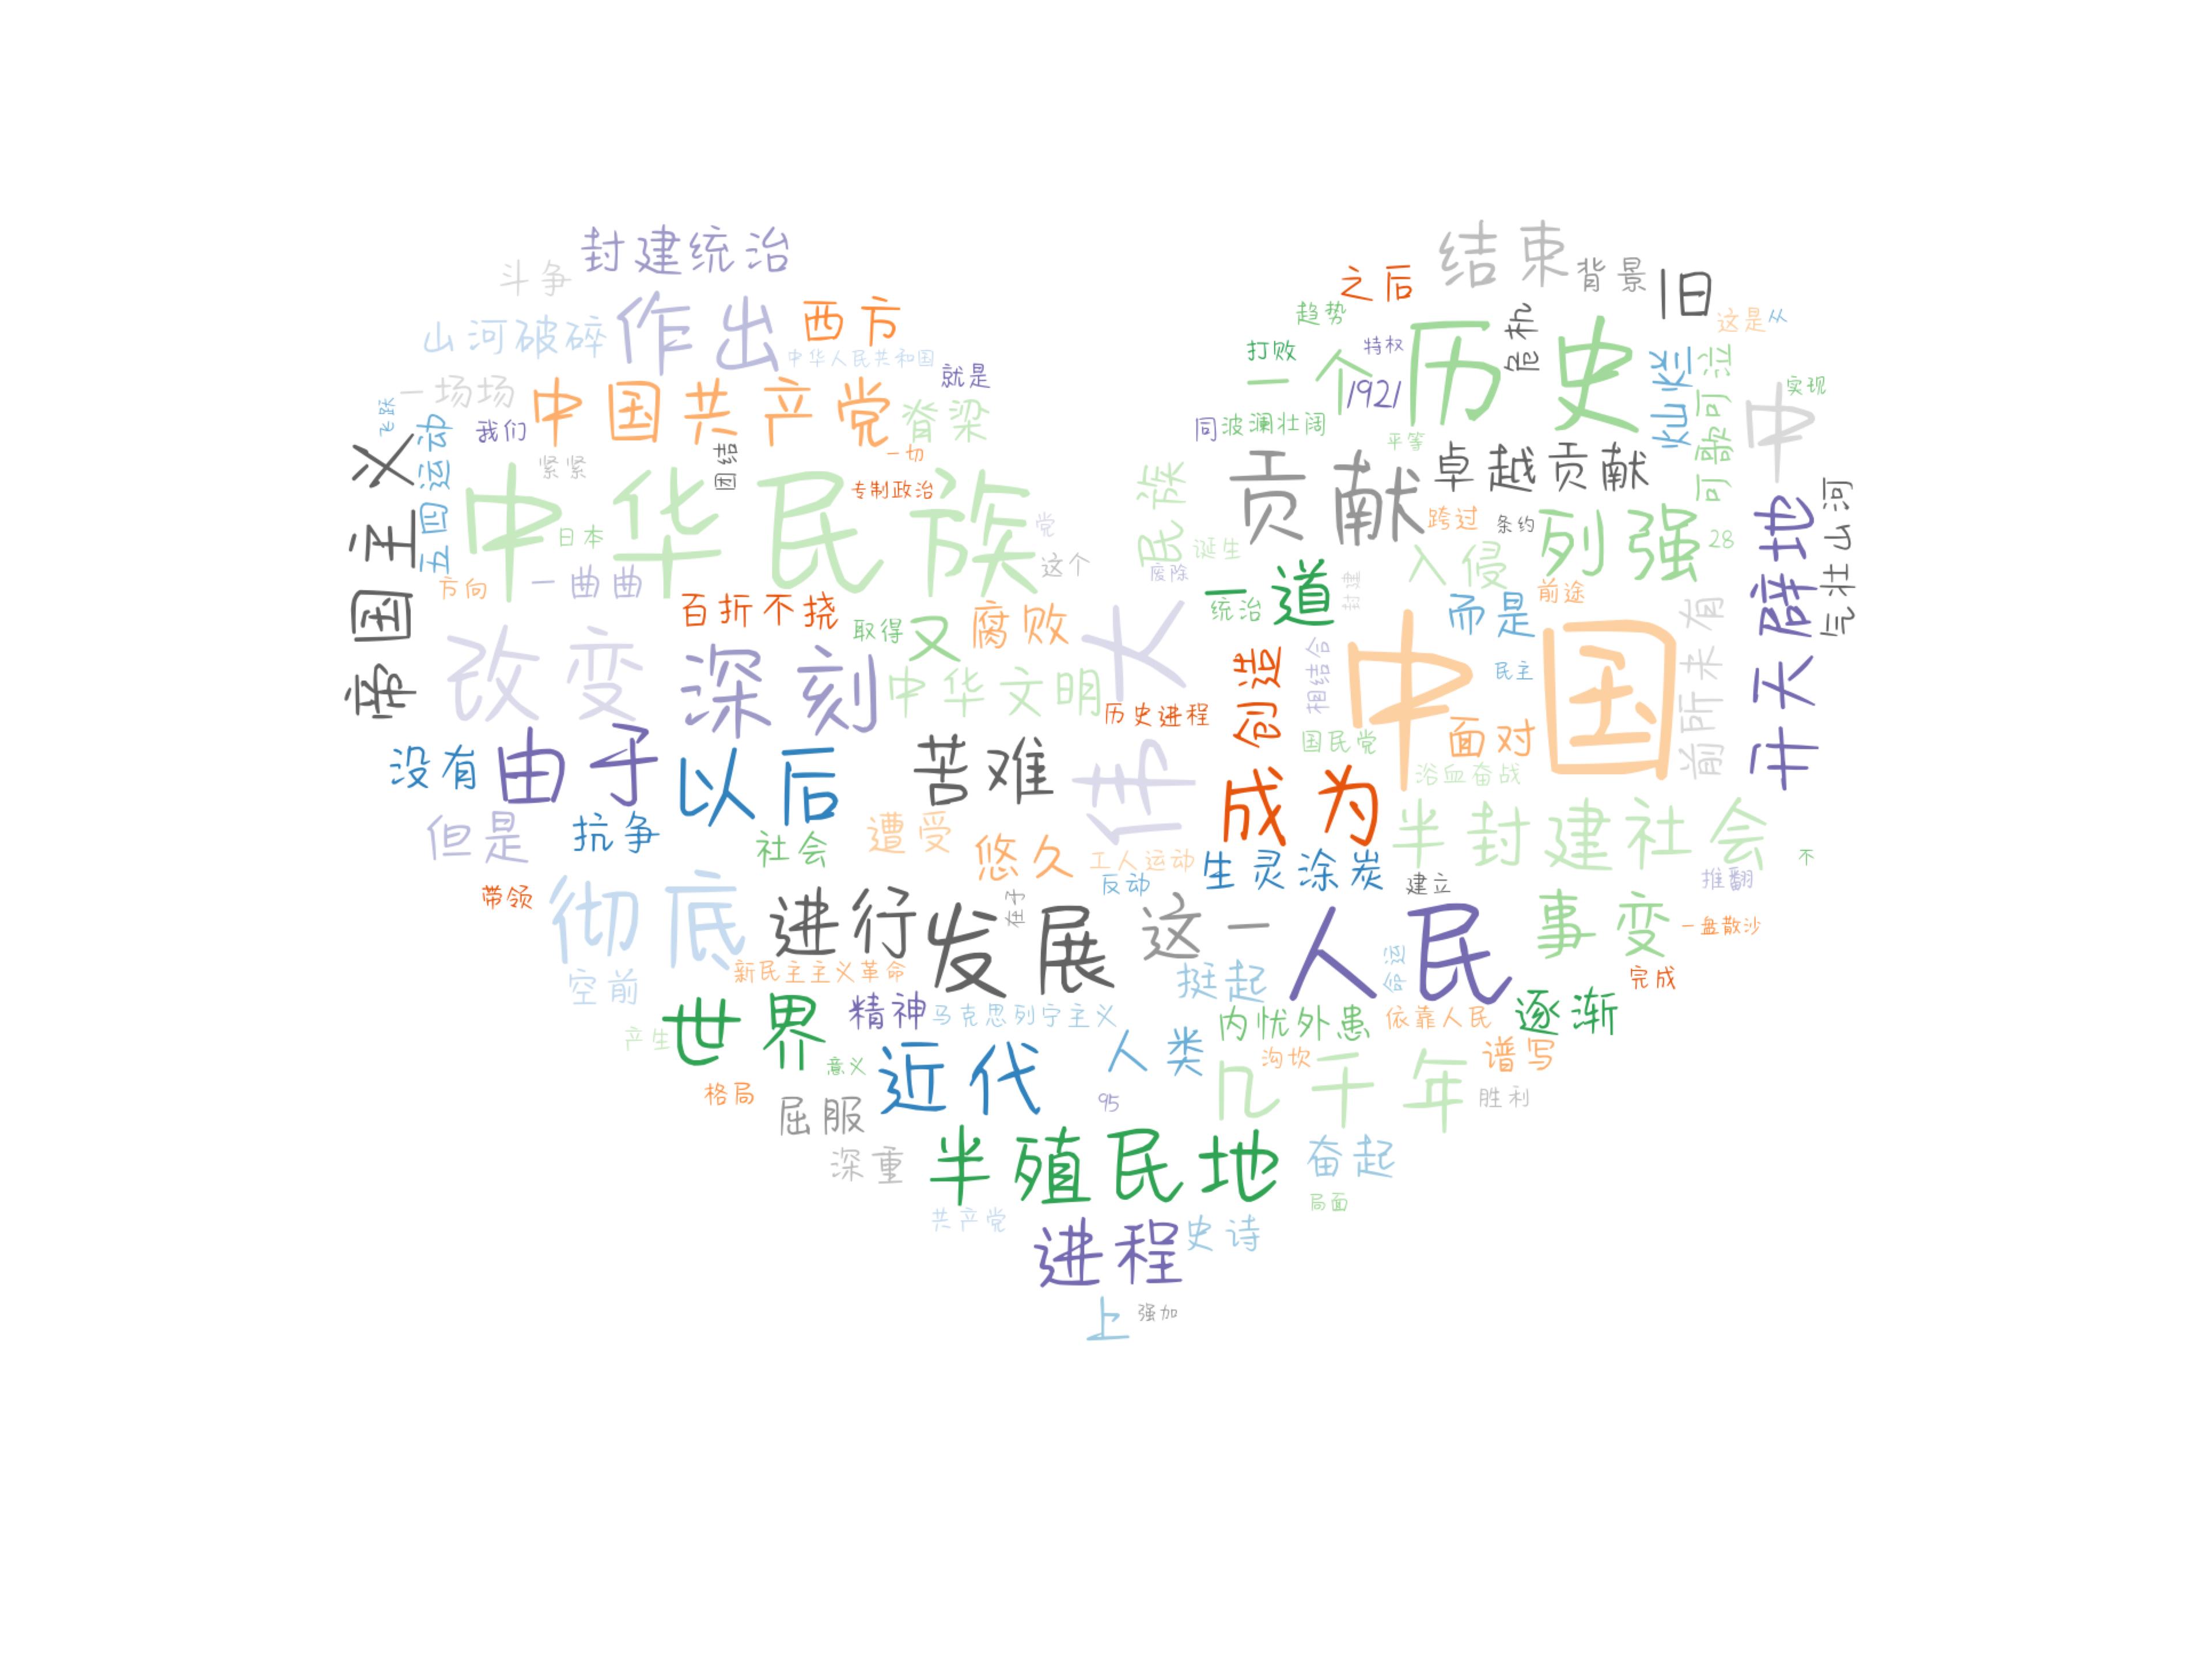 封建统治
结束
斗争
之后
背景
旧
作出
西方
趋势
危机
这是
从
山河破碎
中华人民共和国
打败
特权
历史
灿烂
可歌可泣
一场场
中国共产党
就是
一个
1921
中
实现
飞跃
我们
脊梁
同
波澜壮阔
平等
五四运动
紧紧
一切
贡献
卓越贡献
帝国主义
中华民族
专制政治
党
民族
跨过
条约
列强
28
开天辟地
气壮山河
日本
这个
诞生
入侵
方向
一曲曲
废除
一道
封建
前途
百折不挠
取得
又
腐败
伟大
统治
而是
前所未有
改变
深刻
中华文明
创造
相结合
中国
民主
历史进程
国民党
面对
没有
由于
以后
苦难
成为
浴血奋战
但是
抗争
社会
遭受
悠久
工人运动
半封建社会
不
带领
反动
生灵涂炭
建立
推翻
彻底
进行
在于
发展
这一
人民
命运
事变
一盘散沙
空前
新民主主义革命
挺起
完成
产生
世界
精神
马克思列宁主义
内忧外患
依靠人民
逐渐
意义
近代
人类
沟坎
谱写
格局
屈服
95
几千年
胜利
深重
半殖民地
奋起
局面
共产党
进程
史诗
上
强加